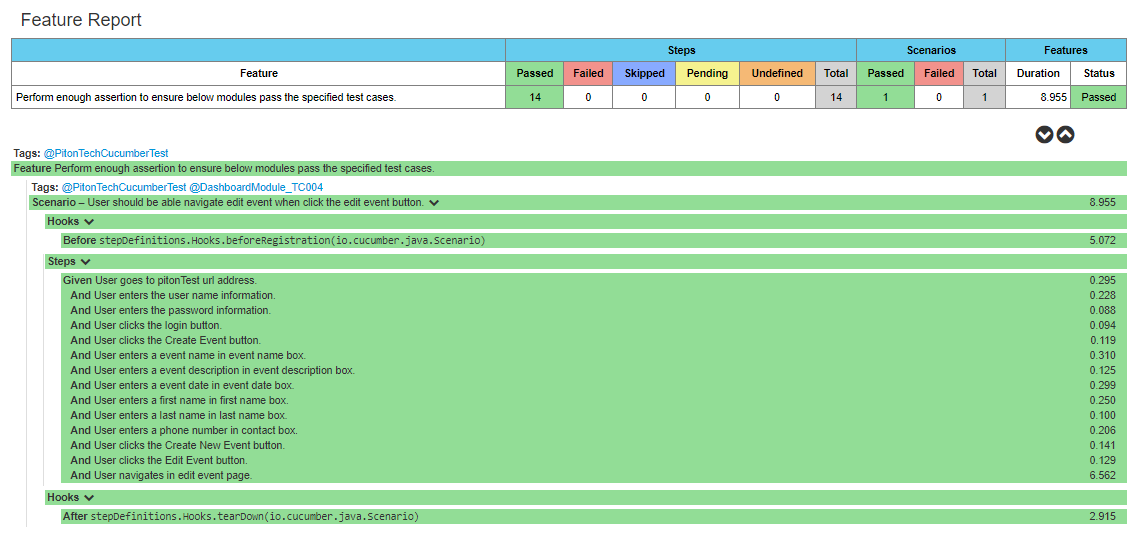 Feature Report
Steps Scenarios Features
Feature Passed Failed Skipped Pending Undefined Total Passed Failed Total Duration Status
Perform enough assertion to ensure below modules pass the specified test cases. 14 0 0 0 0 14 1 0 1 8.955 Passed
Tags: @PitonTechCucumberTest
Feature Perform enough assertion to ensure below modules pass the specified test cases.
Tags: @PitonTechCucumberTest @DashboardModule_TC004
Scenario – User should be able navigate edit event when click the edit event button. 8.955
Hooks
Before stepDefinitions.Hooks.beforeRegistration(io.cucumber.java.Scenario) 5.072
Steps
Given User goes to pitonTest url address. 0.295
And User enters the user name information. 0.228
And User enters the password information. 0.088
And User clicks the login button. 0.094
And User clicks the Create Event button. 0.119
And User enters a event name in event name box. 0.310
And User enters a event description in event description box. 0.125
And User enters a event date in event date box. 0.299
And User enters a first name in first name box. 0.250
And User enters a last name in last name box. 0.100
And User enters a phone number in contact box. 0.206
And User clicks the Create New Event button. 0.141
And User clicks the Edit Event button. 0.129
And User navigates in edit event page. 6.562
Hooks
After stepDefinitions.Hooks.tearDown(io.cucumber.java.Scenario) 2.915